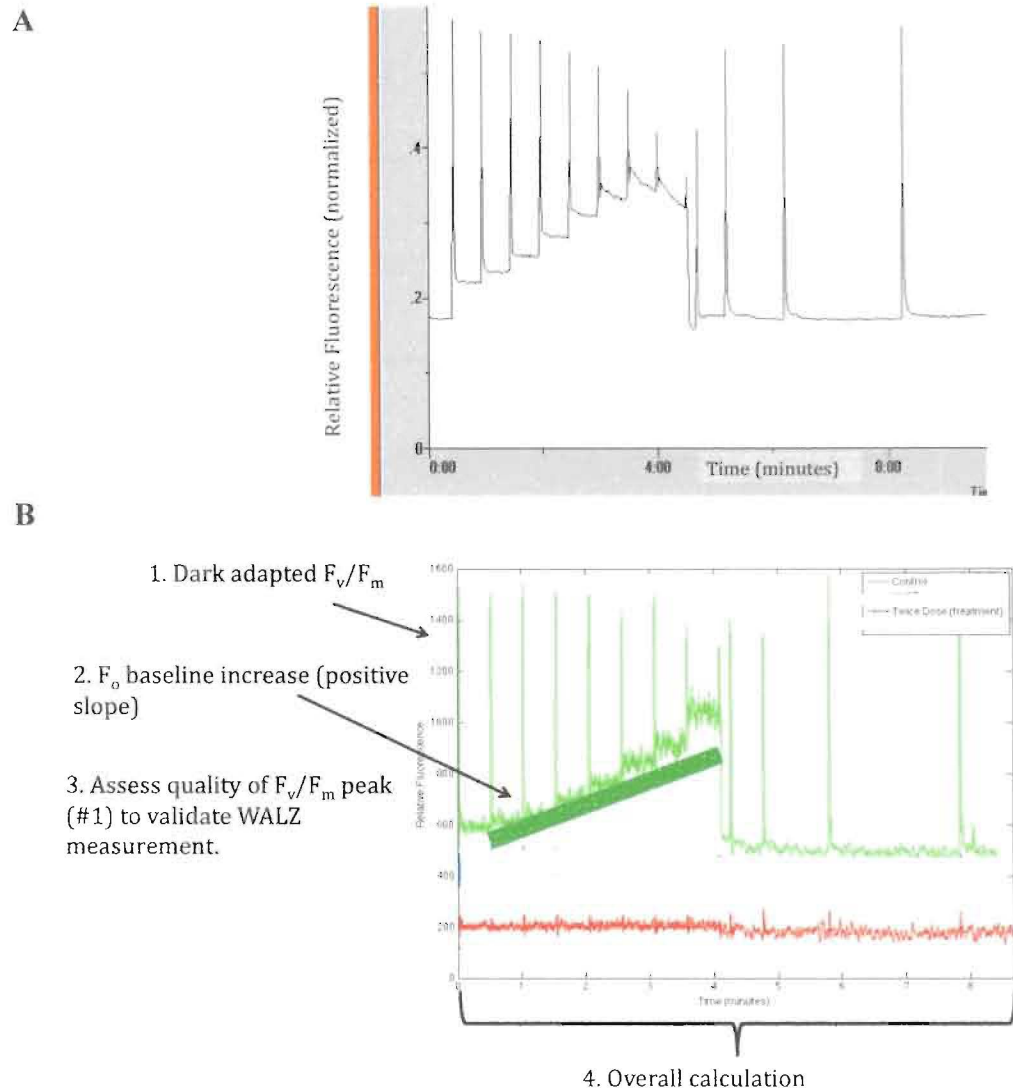 A
Relative Fluorescence (normalized)
.4
.2
0
0:00
4:00
Time (minutes)
8:00
B
1. Dark adapted Fv/Fm
2. Fo baseline increase (positive
slope)
3. Assess quality of Fv/Fm peak
(#1) to validate WALZ
measurement.
Relative Fluorescence
1600
1400
1200
1000
800
600
400
200
0
Control
Twice Dose (treatment)
0
1
2
3
4
5
6
7
8
Time (minutes)
4. Overall calculation